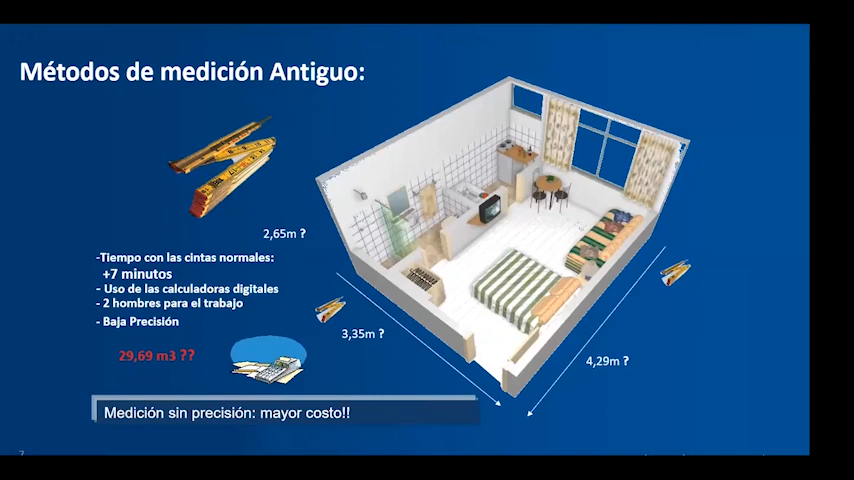 Métodos de medición Antiguo:
2,65m ?
-Tiempo con las cintas normales:
+7 minutos
- Uso de las calculadoras digitales
- 2 hombres para el trabajo
- Baja Precisión
29,69 m3 ??
3,35m ?
4,29m ?
Medición sin precisión: mayor costo!!
7